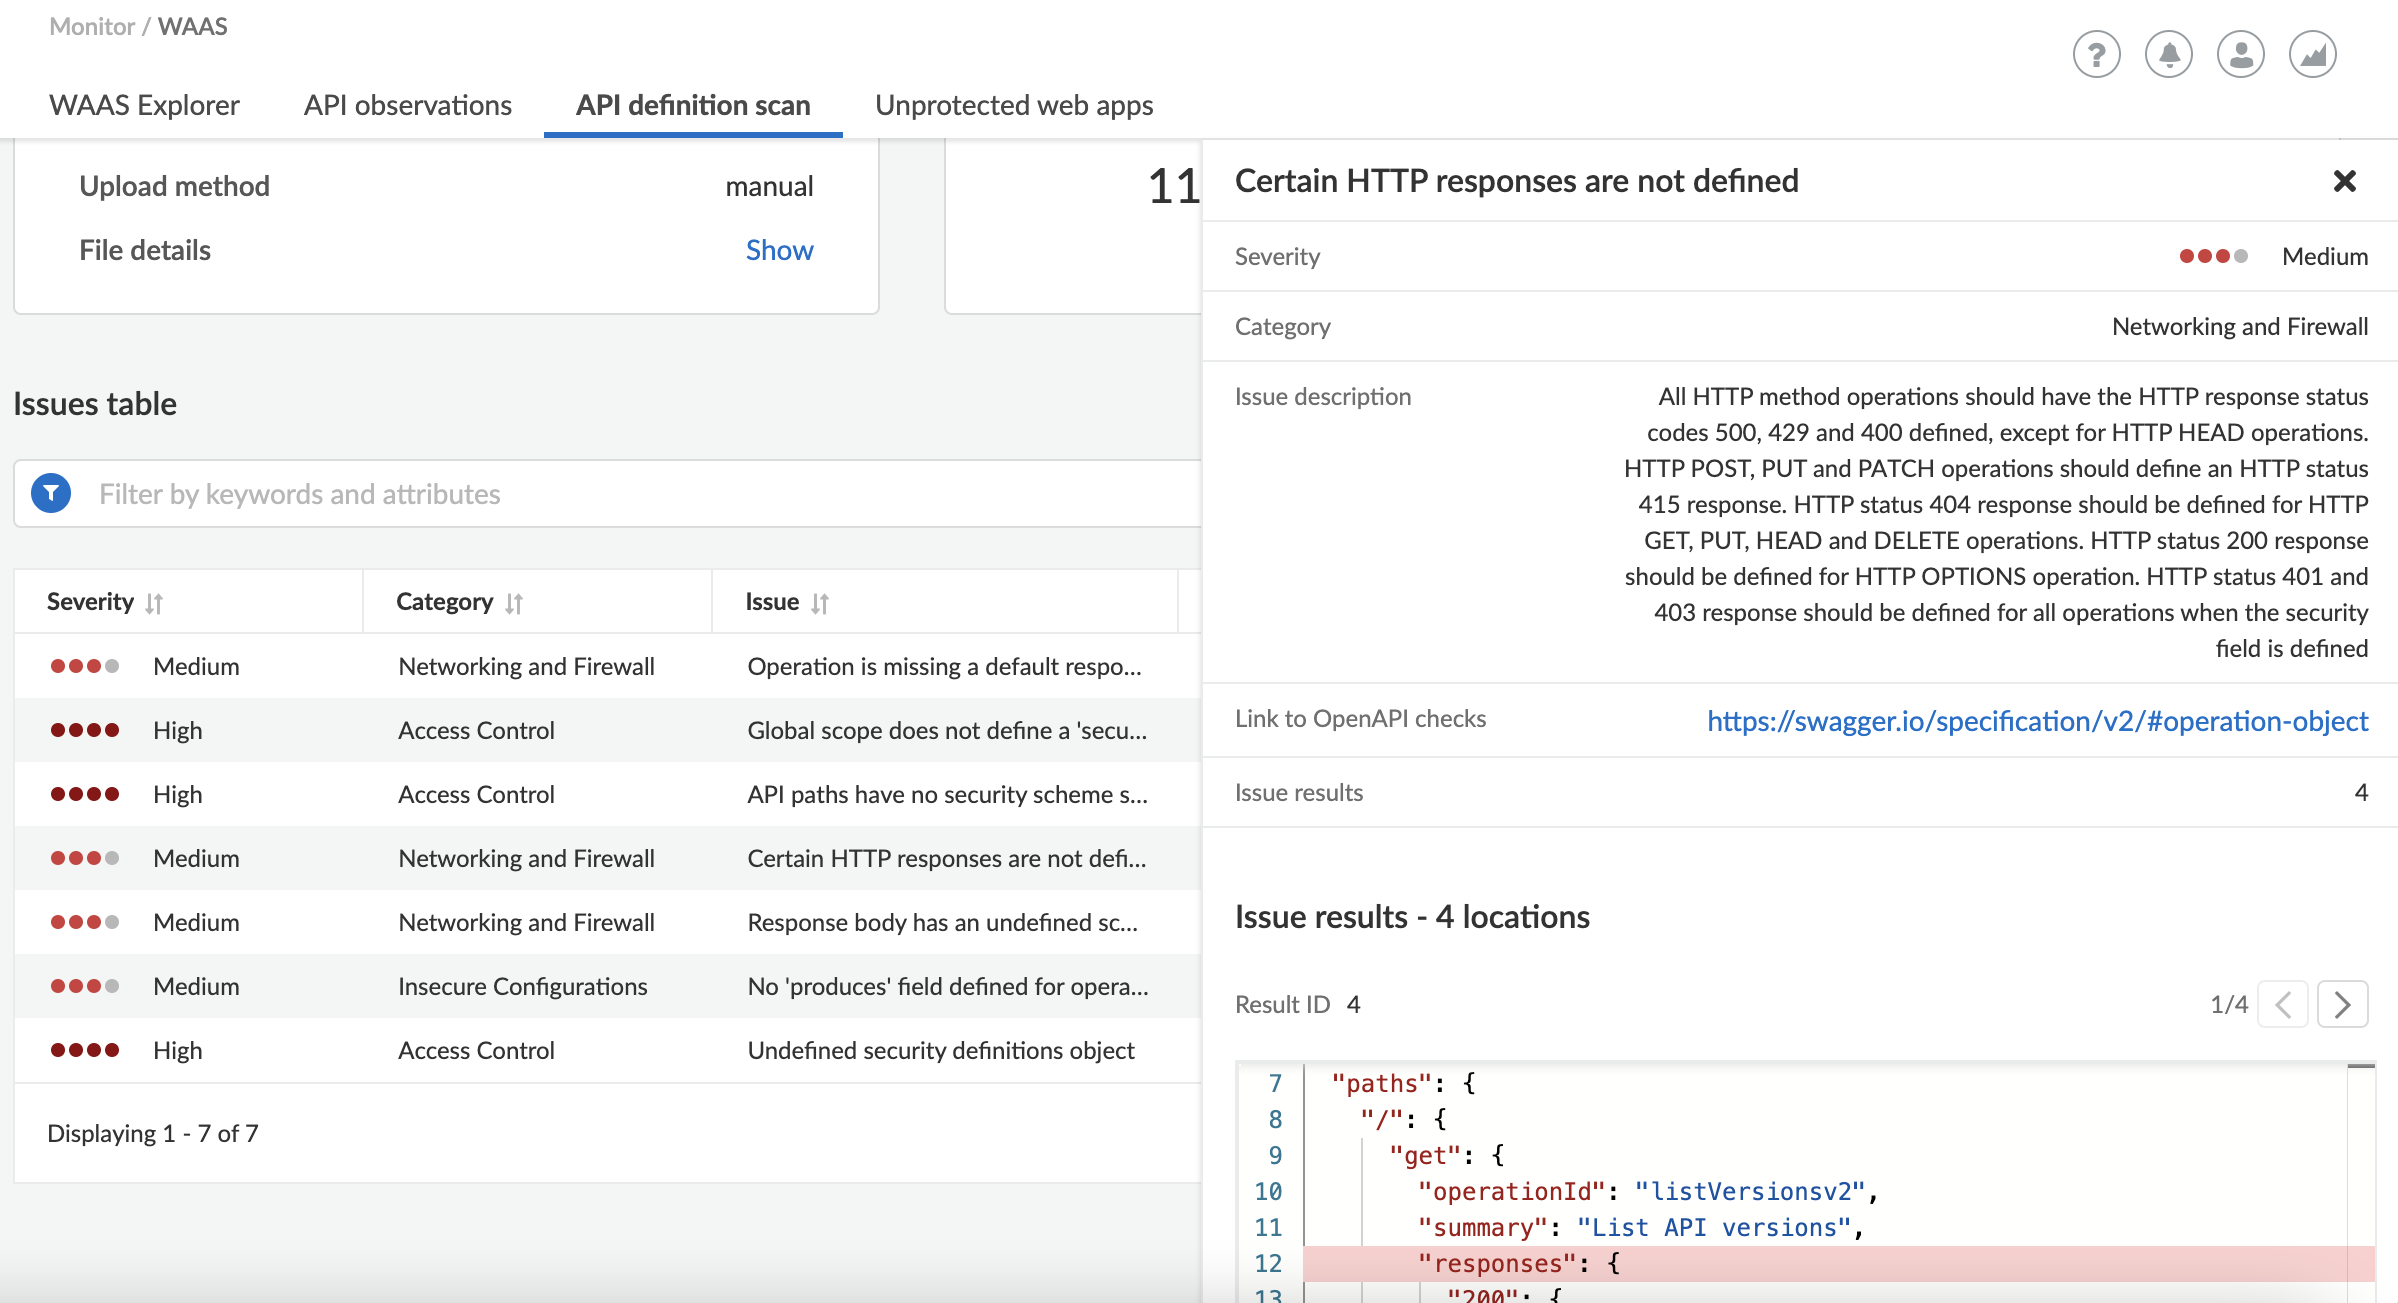 Monitor / WAAS
WAAS Explorer
API observations
API definition scan
Unprotected web apps
Upload method
manual
File details
Show
11
Issues table
Filter by keywords and attributes
Severity
Category
Issue
Medium
Networking and Firewall
Operation is missing a default respo...
High
Access Control
Global scope does not define a 'secu...
High
Access Control
API paths have no security scheme s...
Medium
Networking and Firewall
Certain HTTP responses are not defi...
Medium
Networking and Firewall
Response body has an undefined sc...
Medium
Insecure Configurations
No 'produces' field defined for opera...
High
Access Control
Undefined security definitions object
Displaying 1 - 7 of 7
Certain HTTP responses are not defined
Severity
Medium
Category
Networking and Firewall
Issue description
All HTTP method operations should have the HTTP response status
codes 500, 429 and 400 defined, except for HTTP HEAD operations.
HTTP POST, PUT and PATCH operations should define an HTTP status
415 response. HTTP status 404 response should be defined for HTTP
GET, PUT, HEAD and DELETE operations. HTTP status 200 response
should be defined for HTTP OPTIONS operation. HTTP status 401 and
403 response should be defined for all operations when the security
field is defined
Link to OpenAPI checks
https://swagger.io/specification/v2/#operation-object
Issue results
4
Issue results - 4 locations
Result ID 4
1/4
7 "paths": {
8 "/": {
9 "get": {
10 "operationId": "listVersionsv2",
11 "summary": "List API versions",
12 "responses": {
13 "200": {